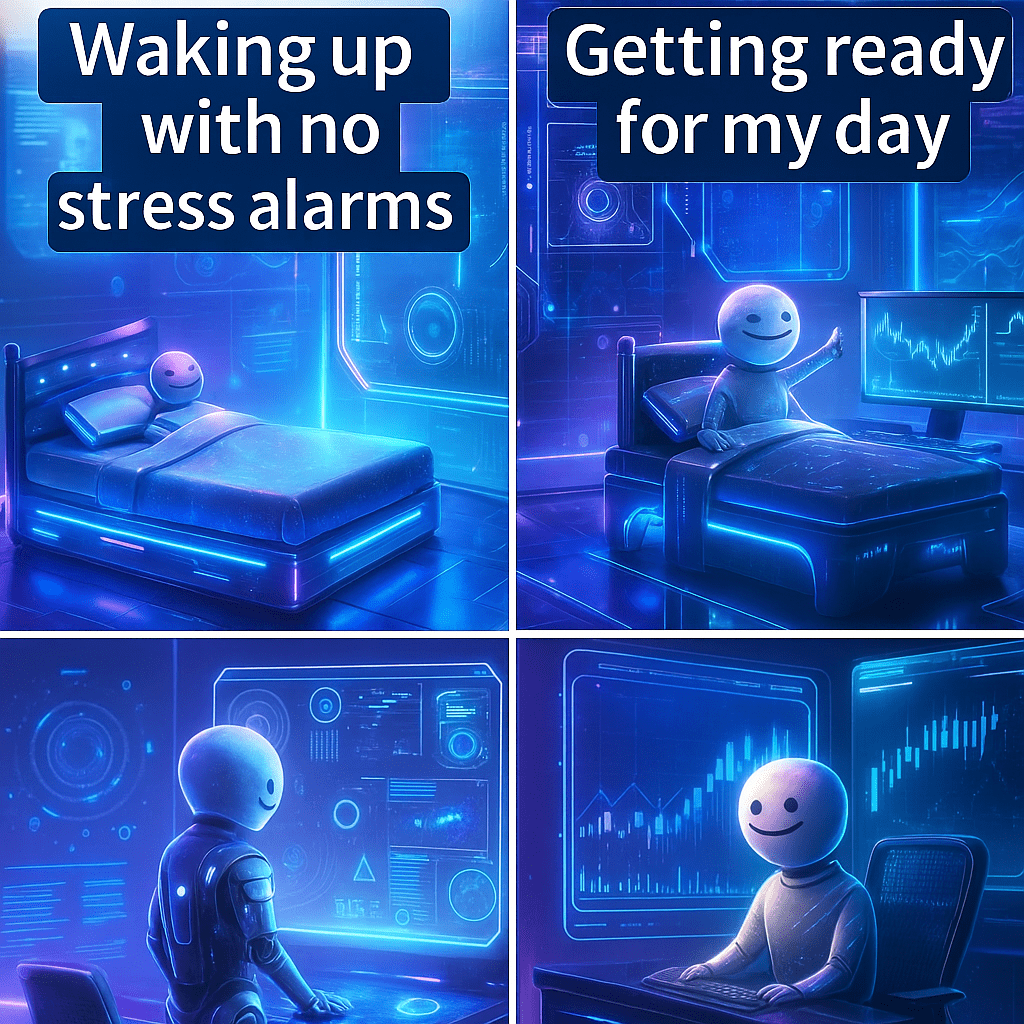 Waking up
with no
stress alarms
Getting ready
for my day